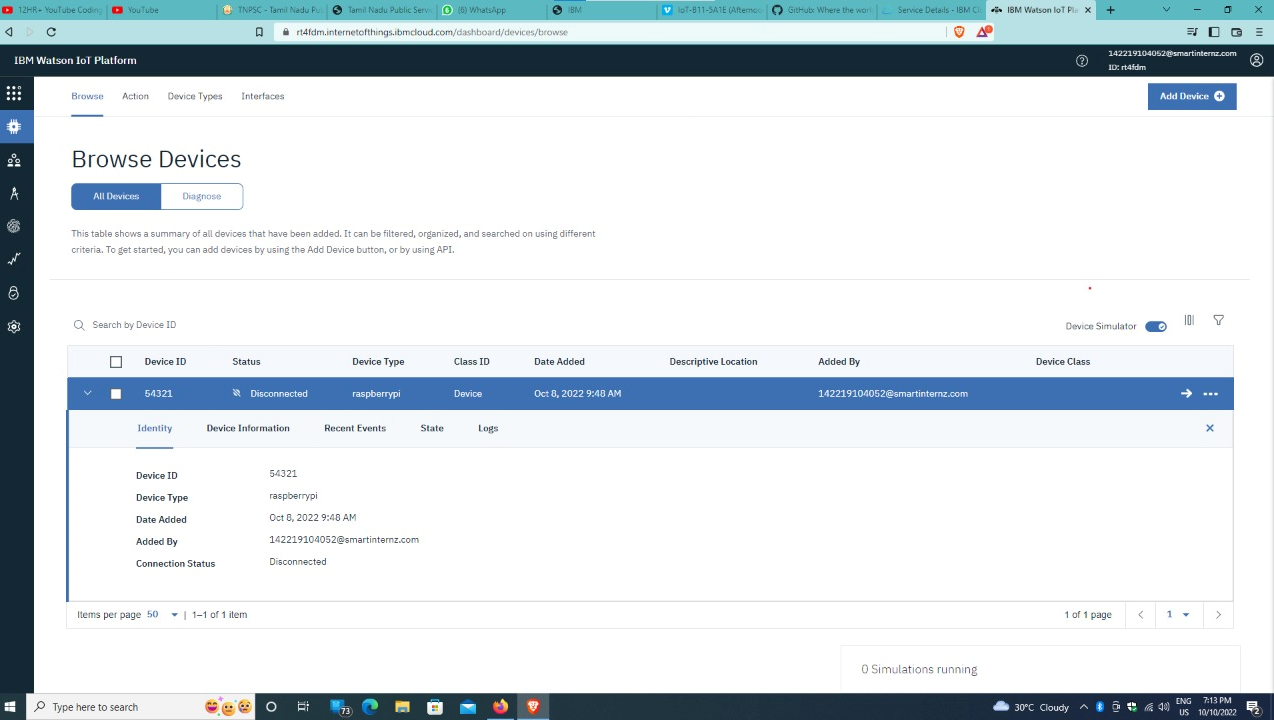 12HR+ YouTube Coding
YouTube
TNPSC - Tamil Nadu Pu
Tamil Nadu Public Servi
(6) WhatsApp
IBM
IoT-811-5A1E (Afternoo
GitHub: Where the worl
Service Details - IBM Cl
IBM Watson IoT Pla
rt4fdm.internetofthings.ibmcloud.com/dashboard/devices/browse
IBM Watson IoT Platform
142219104052@smartinternz.com
ID: rt4fdm
Browse Action Device Types Interfaces
Add Device
Browse Devices
All Devices Diagnose
This table shows a summary of all devices that have been added. It can be filtered, organized, and searched on using different
criteria. To get started, you can add devices by using the Add Device button, or by using API.
Search by Device ID
Device Simulator
Device ID Status Device Type Class ID Date Added Descriptive Location Added By Device Class
54321 Disconnected raspberrypi Device Oct 8, 2022 9:48 AM 142219104052@smartinternz.com
Identity Device Information Recent Events State Logs
Device ID 54321
Device Type raspberrypi
Date Added Oct 8, 2022 9:48 AM
Added By 142219104052@smartinternz.com
Connection Status Disconnected
Items per page 50 | 1–1 of 1 item
1 of 1 page 1
0 Simulations running
Type here to search
73
30°C Cloudy
ENG
US
7:13 PM
10/10/2022
2